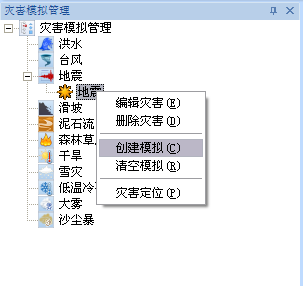 灾害模拟管理
灾害模拟管理
洪水
台风
地震
地震
编辑灾害(E)
滑坡
删除灾害(D)
泥石流
森林草
创建模拟(C)
干旱
清空模拟(R)
雪灾
低温冷
灾害定位(P)
大雾
沙尘暴